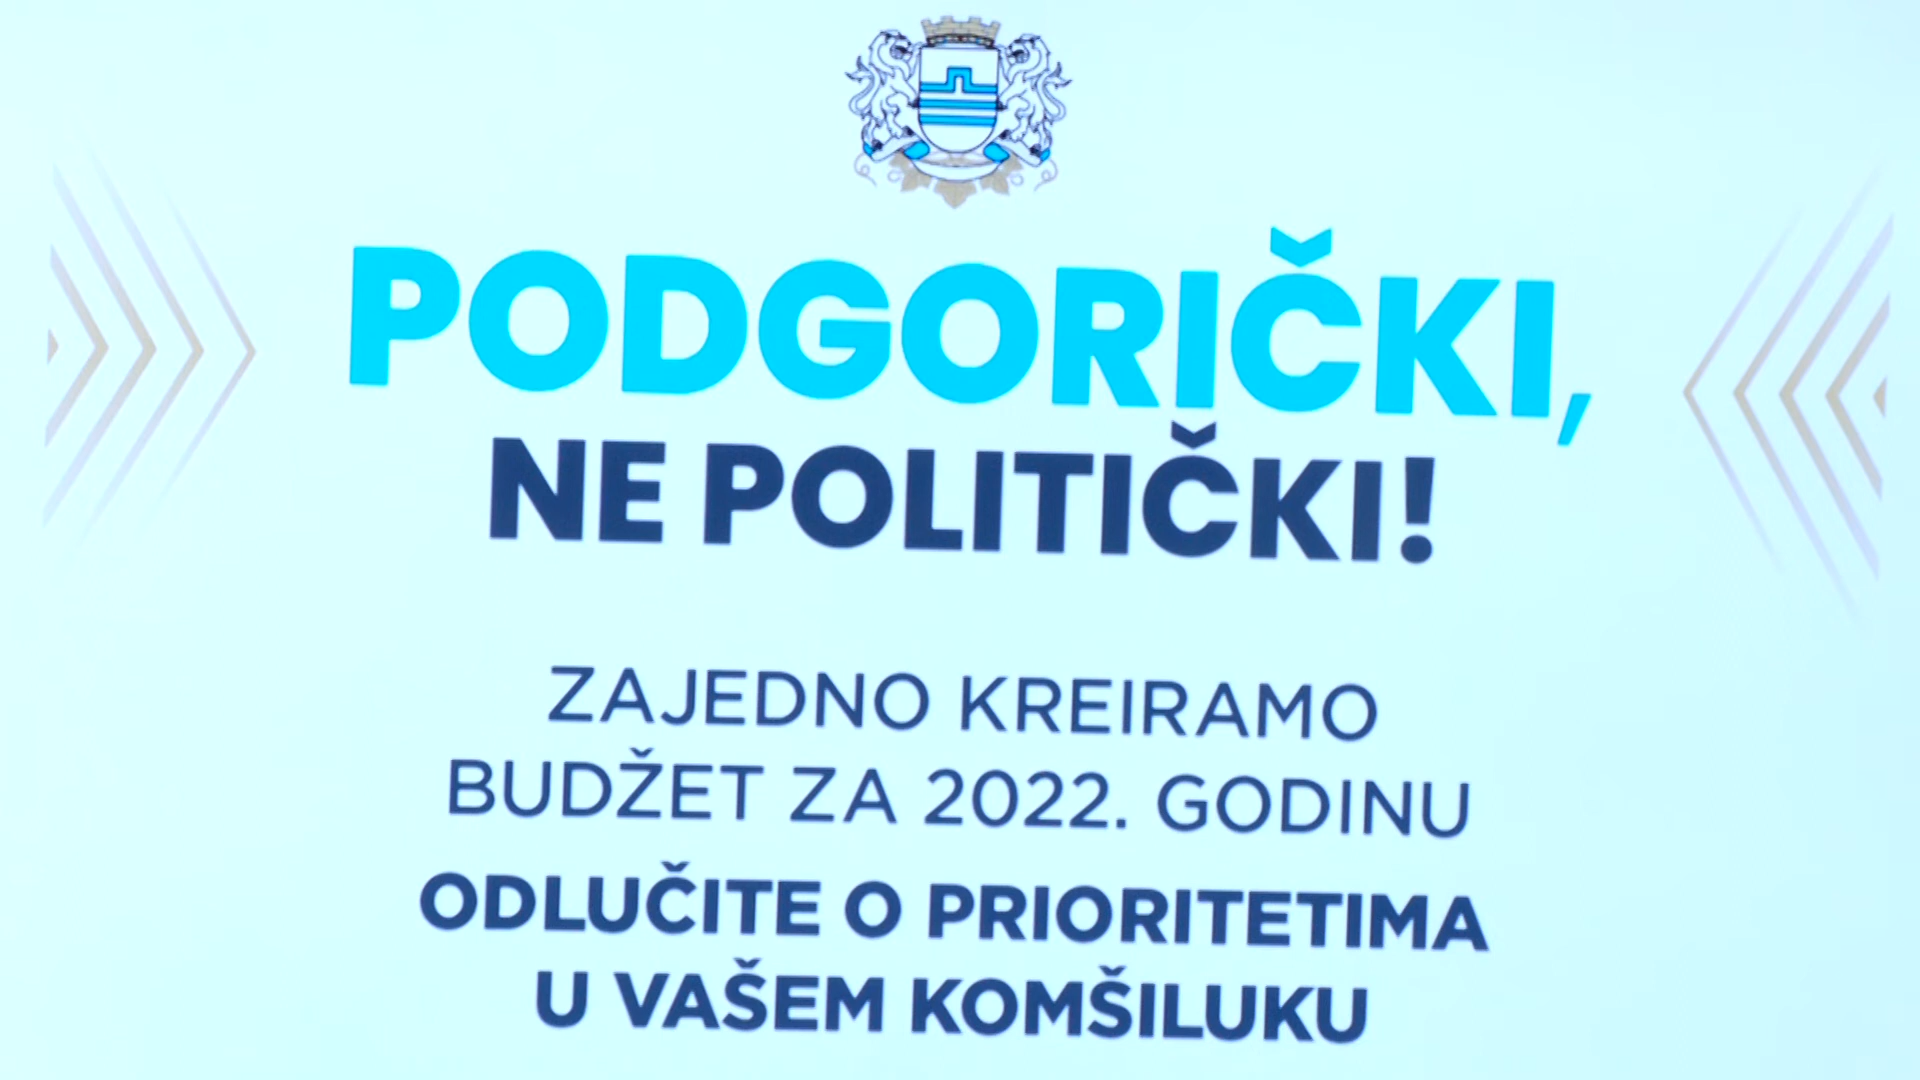 PODGORIČKI,
NE POLITIČKI!
ZAJEDNO KREIRAMO
BUDŽET ZA 2022. GODINU
ODLUČITE O PRIORITETIMA
U VAŠEM KOMŠILUKU